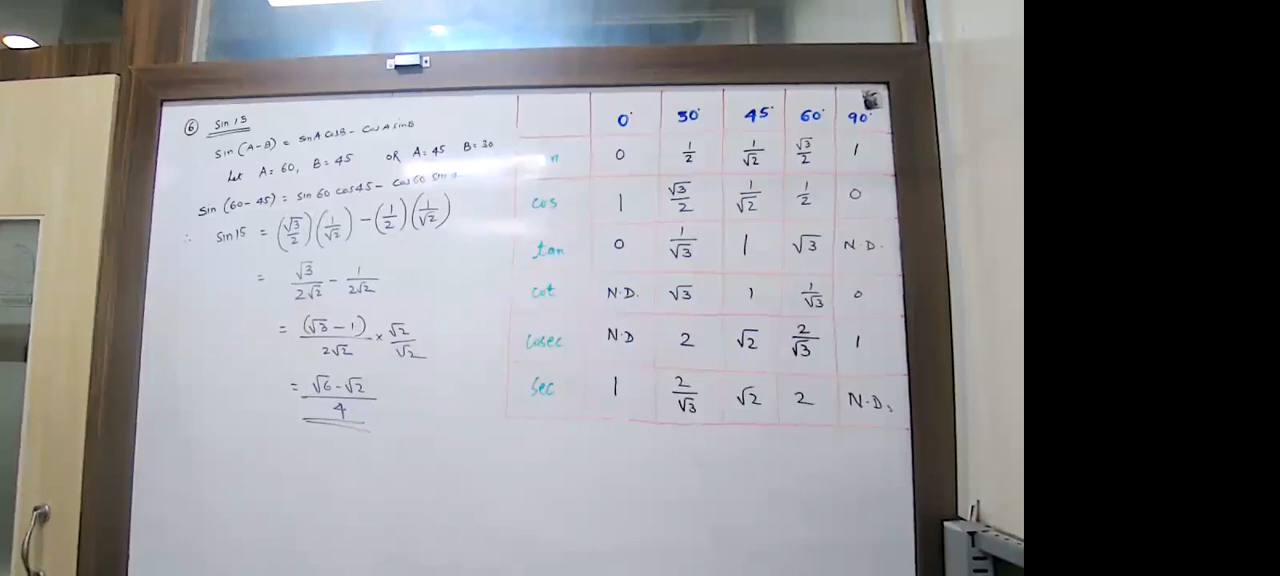 ⑥ Sin 15
sin (A-B) = sinA cosB - cosA sinB
Let A = 60, B = 45 OR A = 45 B = 30
Sin (60-45) = sin 60 cos45 - cos60 sin
∴ sin15 = (√3/2)(1/√2) - (1/2)(1/√2)
= √3/2√2 - 1/2√2
= (√3 - 1)/2√2 × √2/√2
= √6 - √2/4
0° 30° 45° 60° 90°
n 0 1/2 1/√2 √3/2 1
cos 1 √3/2 1/√2 1/2 0
tan 0 1/√3 1 √3 N.D.
cot N.D. √3 1 1/√3 0
cosec N.D 2 √2 2/√3 1
Sec 1 2/√3 √2 2 N.D.